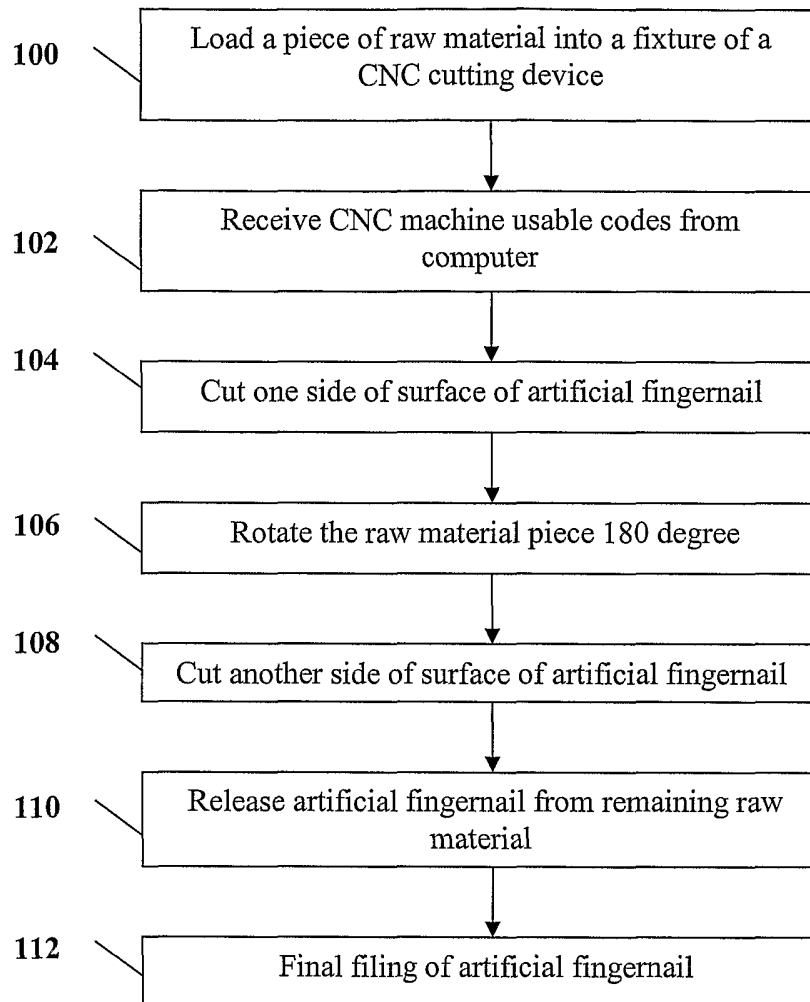 100
Load a piece of raw material into a fixture of a
CNC cutting device
102
Receive CNC machine usable codes from
computer
104
Cut one side of surface of artificial fingernail
106
Rotate the raw material piece 180 degree
108
Cut another side of surface of artificial fingernail
110
Release artificial fingernail from remaining raw
material
112
Final filing of artificial fingernail